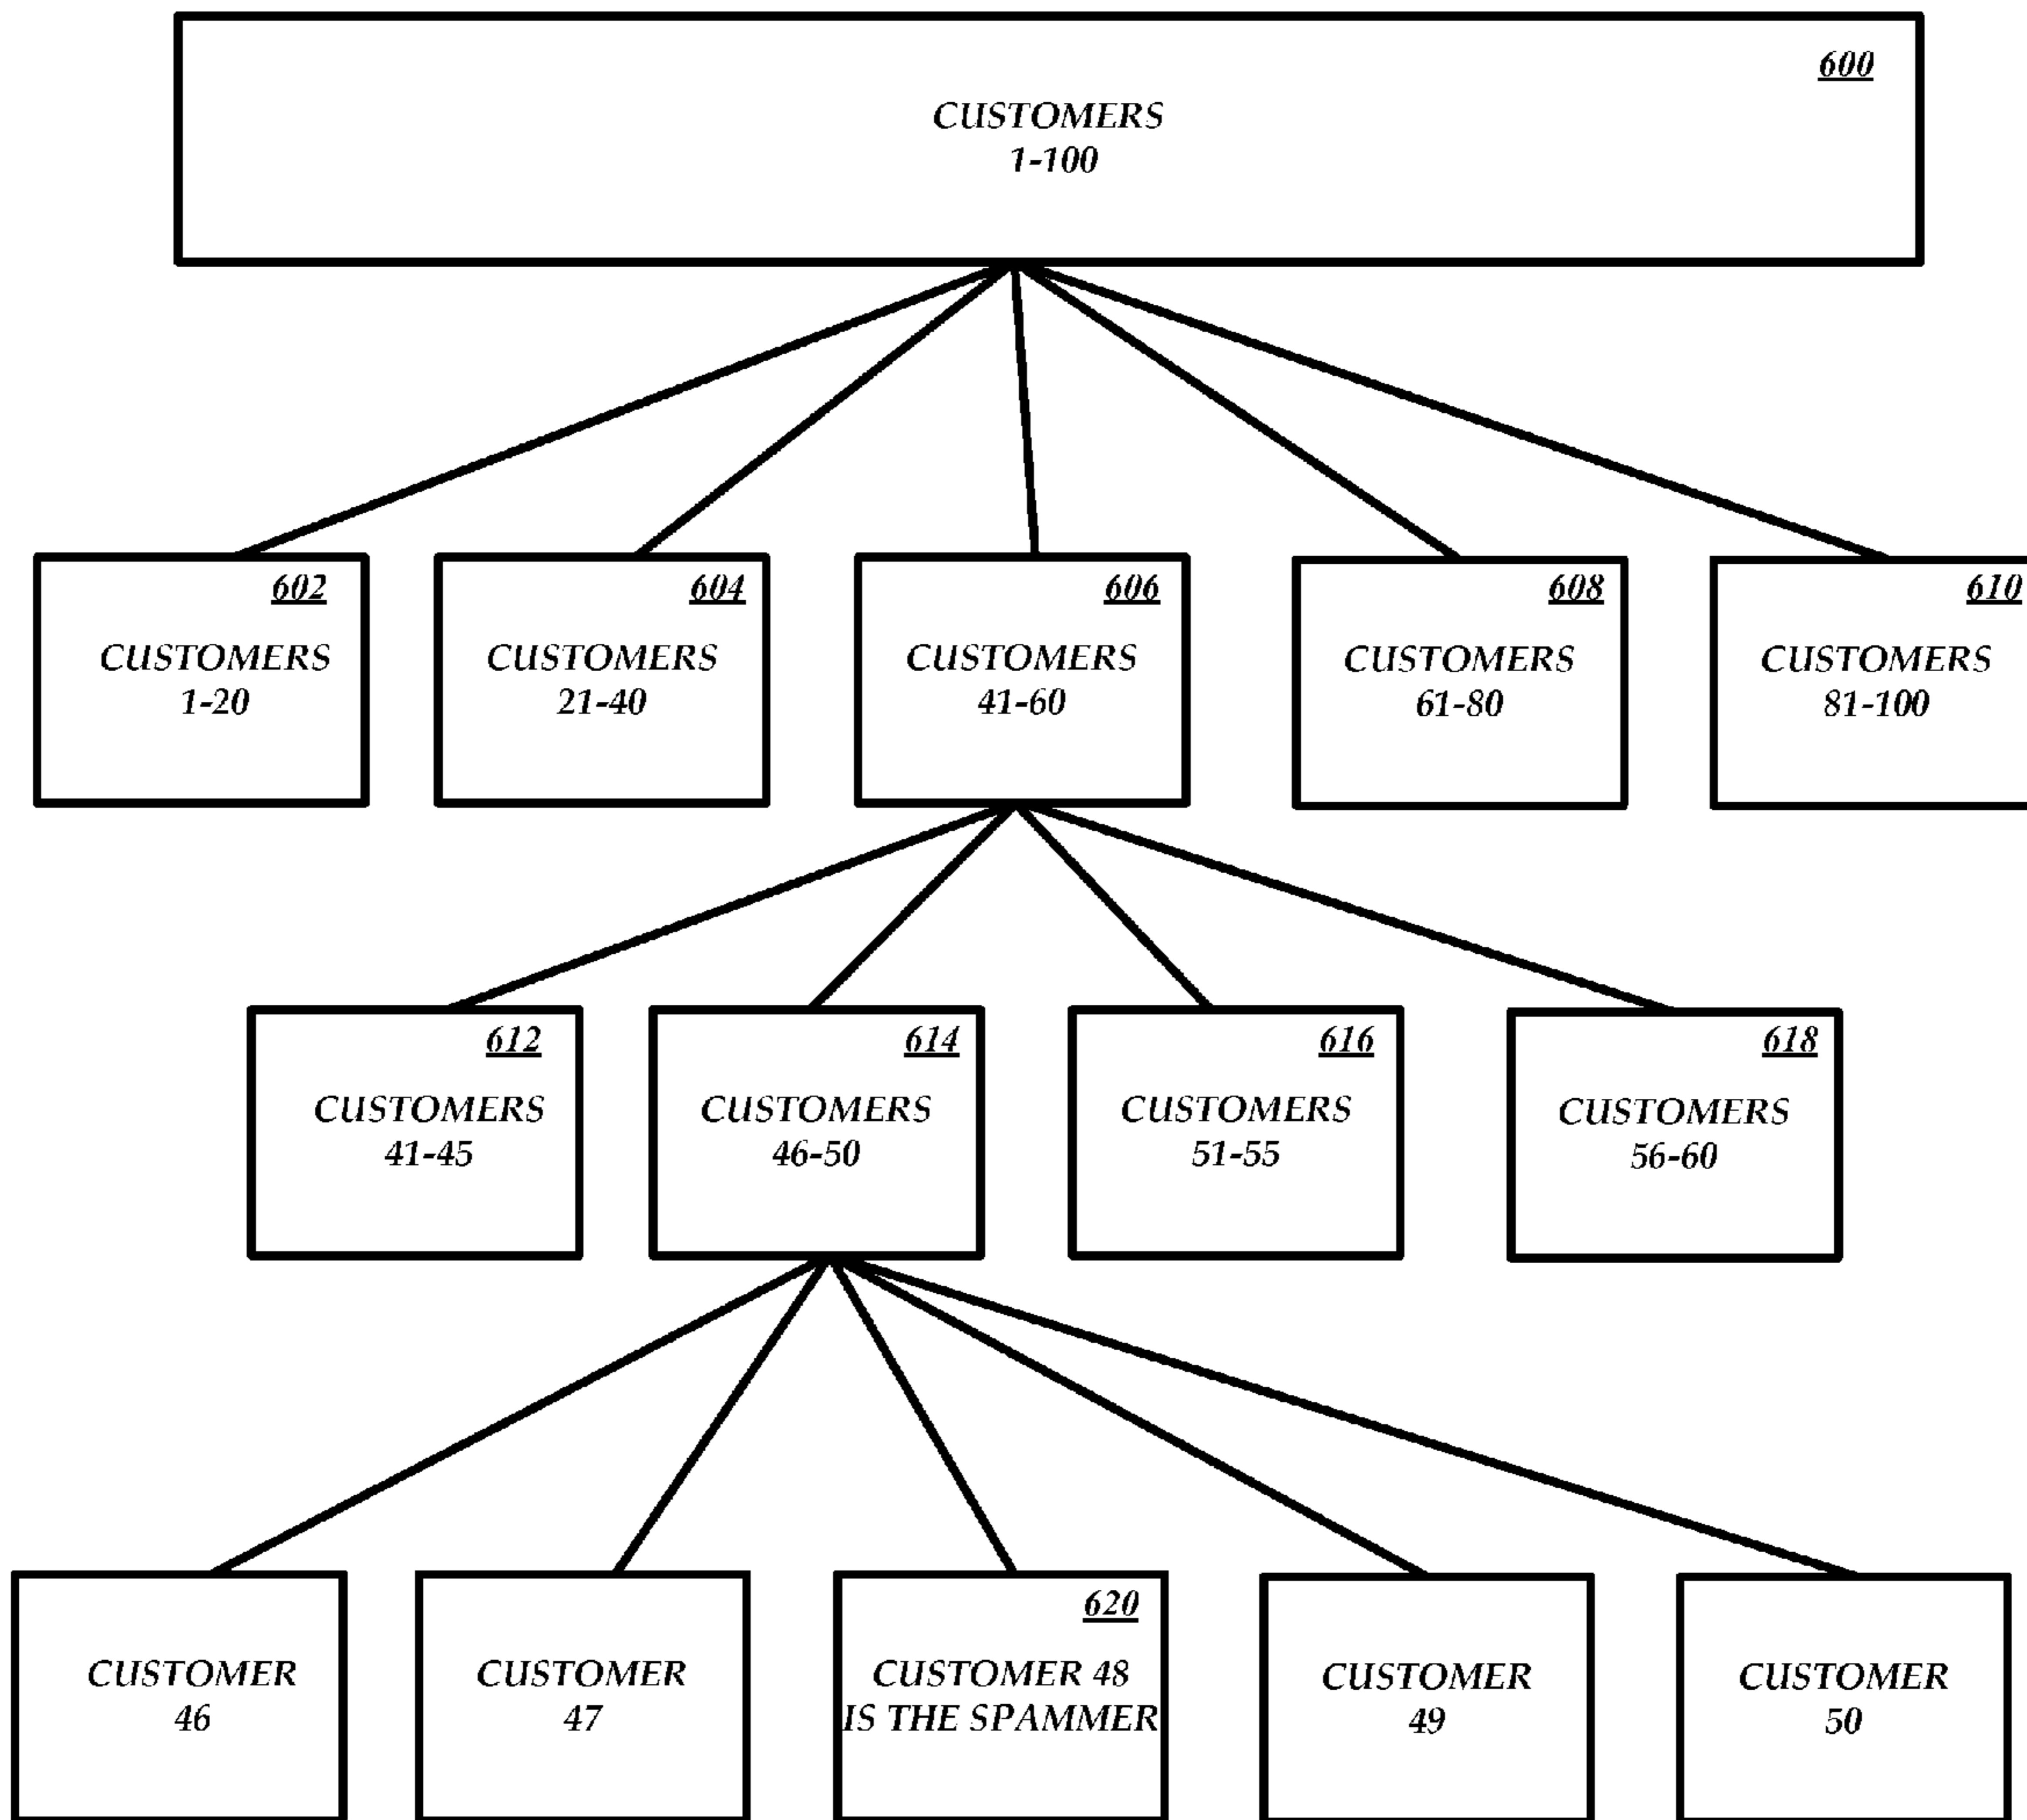 600
CUSTOMERS
1-100
602
CUSTOMERS
1-20
604
CUSTOMERS
21-40
606
CUSTOMERS
41-60
608
CUSTOMERS
61-80
610
CUSTOMERS
81-100
612
CUSTOMERS
41-45
614
CUSTOMERS
46-50
616
CUSTOMERS
51-55
618
CUSTOMERS
56-60
CUSTOMER
46
CUSTOMER
47
620
CUSTOMER 48
IS THE SPAMMER
CUSTOMER
49
CUSTOMER
50